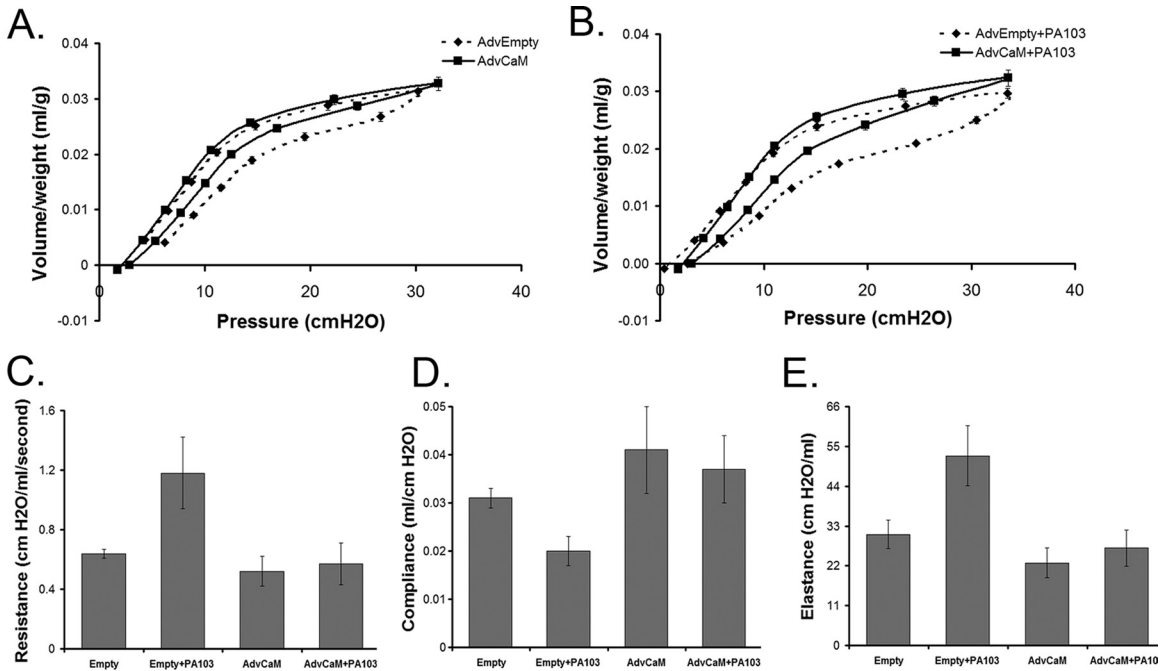 A.
AdvEmpty
AdvCaM
Volume/weight (ml/g)
0.04
0.03
0.02
0.01
0
-0.01
0
10
20
30
40
Pressure (cmH2O)
B.
AdvEmpty+PA103
AdvCaM+PA103
Volume/weight (ml/g)
0.04
0.03
0.02
0.01
0.00
-0.01
0
10
20
30
40
Pressure (cmH2O)
C.
Resistance (cm H2O/ml/second)
1.6
1.2
0.8
0.4
0
Empty
Empty+PA103
AdvCaM
AdvCaM+PA103
D.
Compliance (ml/cm H2O)
0.05
0.04
0.03
0.02
0.01
0.00
Empty
Empty+PA103
AdvCaM
AdvCaM+PA103
E.
Elastance (cm H2O/ml)
66
55
44
33
22
11
0
Empty
Empty+PA103
AdvCaM
AdvCaM+PA10